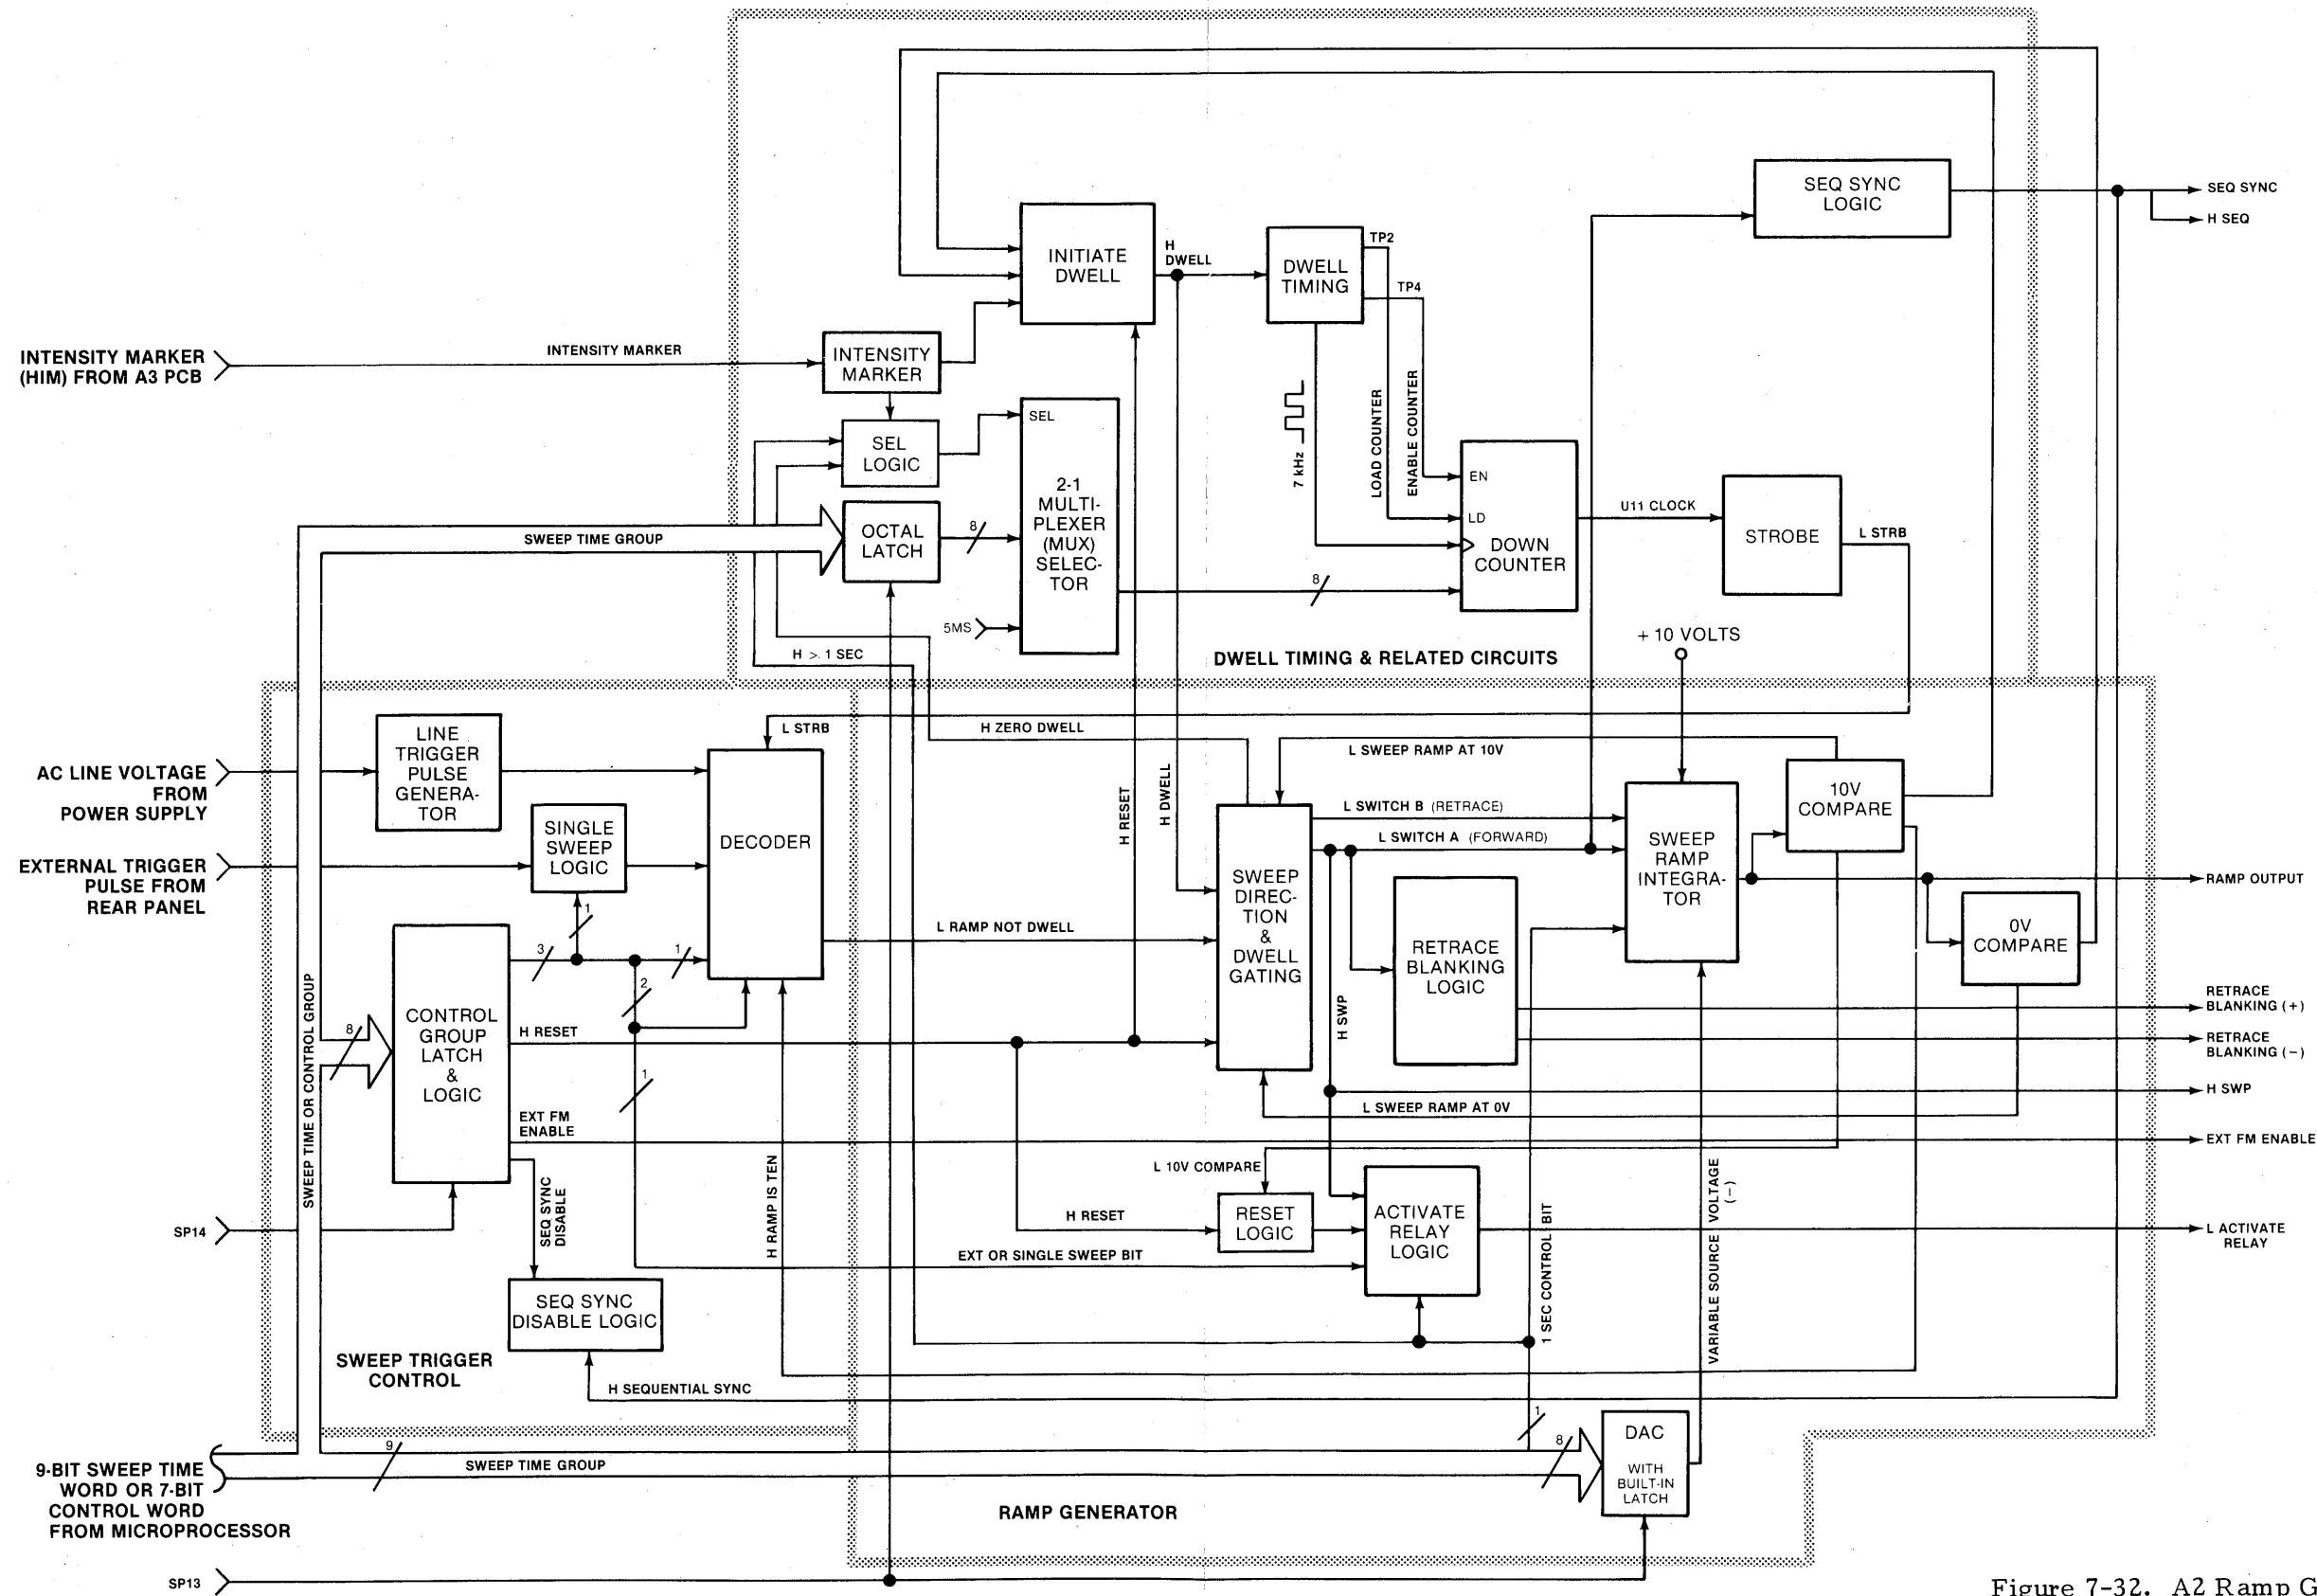 SEQ SYNC
LOGIC
SEQ SYNC
H SEQ
INITIATE
DWELL
H
DWELL
DWELL
TIMING
TP2
TP4
INTENSITY MARKER
(HIM) FROM A3 PCB
INTENSITY MARKER
INTENSITY
MARKER
SEL
LOGIC
SEL
2-1
MULTI-
PLEXER
(MUX)
SELEC-
TOR
7 kHz
LOAD COUNTER
ENABLE COUNTER
EN
LD
DOWN
COUNTER
U11 CLOCK
STROBE
L STRB
SWEEP TIME GROUP
OCTAL
LATCH
8
8
5MS
H > 1 SEC
DWELL TIMING & RELATED CIRCUITS
+ 10 VOLTS
LINE
TRIGGER
PULSE
GENERA-
TOR
L STRB
H ZERO DWELL
L SWEEP RAMP AT 10V
AC LINE VOLTAGE
FROM
POWER SUPPLY
SINGLE
SWEEP
LOGIC
DECODER
H RESET
H DWELL
L SWITCH B (RETRACE)
L SWITCH A (FORWARD)
SWEEP
RAMP
INTEGRA-
TOR
10V
COMPARE
EXTERNAL TRIGGER
PULSE FROM
REAR PANEL
1
3
1
2
1
L RAMP NOT DWELL
SWEEP
DIREC-
TION
&
DWELL
GATING
RETRACE
BLANKING
LOGIC
H SWP
RAMP OUTPUT
0V
COMPARE
RETRACE
BLANKING (+)
RETRACE
BLANKING (−)
SWEEP TIME OR CONTROL GROUP
8
CONTROL
GROUP
LATCH
&
LOGIC
H RESET
EXT FM
ENABLE
L SWEEP RAMP AT 0V
H SWP
EXT FM ENABLE
SP14
SEQ SYNC
DISABLE
H RAMP IS TEN
L 10V COMPARE
H RESET
RESET
LOGIC
ACTIVATE
RELAY
LOGIC
EXT OR SINGLE SWEEP BIT
1 SEC CONTROL BIT
VARIABLE SOURCE VOLTAGE
(−)
L ACTIVATE
RELAY
SEQ SYNC
DISABLE LOGIC
SWEEP TRIGGER
CONTROL
H SEQUENTIAL SYNC
9-BIT SWEEP TIME
WORD OR 7-BIT
CONTROL WORD
FROM MICROPROCESSOR
9
SWEEP TIME GROUP
1
8
DAC
WITH
BUILT-IN
LATCH
RAMP GENERATOR
SP13
Figure 7-32. A2 Ramp G